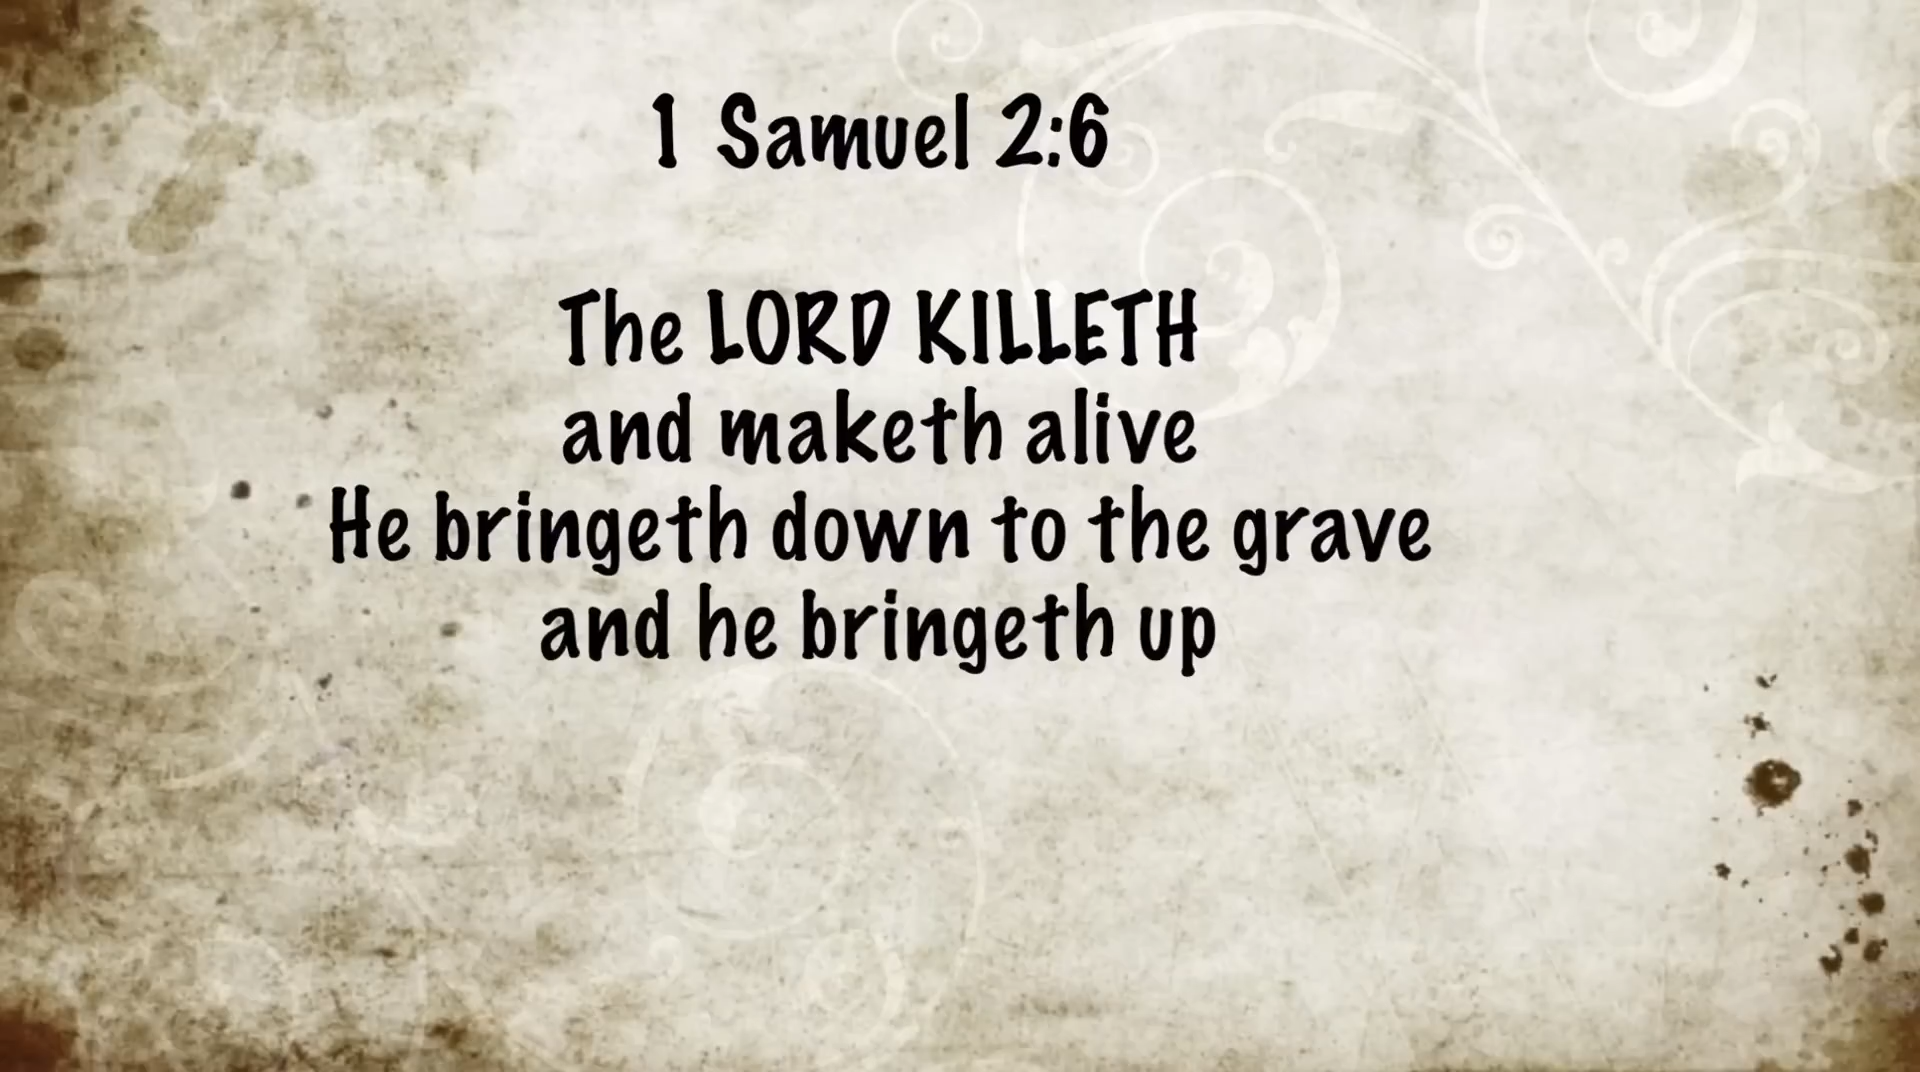 1 Samuel 2:6
The LORD KILLETH
and maketh alive
He bringeth down to the grave
and he bringeth up